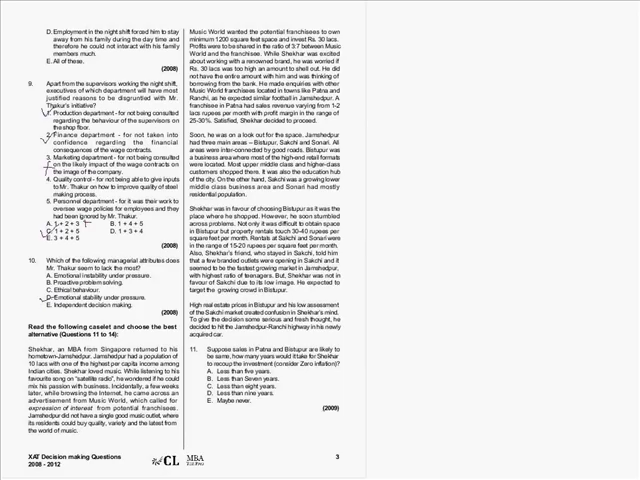 D. Employment in the night shift forced him to stay
away from his family during the day time and
therefore he could not interact with his family
members much.
E. All of these.
(2008)
9. Apart from the supervisors working the night shift,
executives of which department will have most
justified reasons to be disgruntled with Mr.
Thakur's initiative?
1. Production department - for not being consulted
regarding the behaviour of the supervisors on
the shop floor.
2. Finance department - for not taken into
confidence regarding the financial
consequences of the wage contracts.
3. Marketing department - for not being consulted
on the likely impact of the wage contracts on
the image of the company.
4. Quality control - for not being able to give inputs
to Mr. Thakur on how to improve quality of steel
making process.
5. Personnel department - for it was their work to
oversee wage policies for employees and they
had been ignored by Mr. Thakur.
A. 1 + 2 + 3 B. 1 + 4 + 5
C. 1 + 2 + 5 D. 1 + 3 + 4
E. 3 + 4 + 5
(2008)
10. Which of the following managerial attributes does
Mr. Thakur seem to lack the most?
A. Emotional instability under pressure.
B. Proactive problem solving.
C. Ethical behaviour.
D. Emotional stability under pressure.
E. Independent decision making.
(2008)
Read the following caselet and choose the best
alternative (Questions 11 to 14):
Shekhar, an MBA from Singapore returned to his
hometown-Jamshedpur. Jamshedpur had a population of
10 lacs with one of the highest per capita income among
Indian cities. Shekhar loved music. While listening to his
favourite song on "satellite radio", he wondered if he could
mix his passion with business. Incidentally, a few weeks
later, while browsing the Internet, he came across an
advertisement from Music World, which called for
expression of interest from potential franchisees.
Jamshedpur did not have a single good music outlet, where
its residents could buy quality, variety and the latest from
the world of music.
Music World wanted the potential franchisees to own
minimum 1200 square feet space and invest Rs. 30 lacs.
Profits were to be shared in the ratio of 3:7 between Music
World and the franchisee. While Shekhar was excited
about working with a renowned brand, he was worried if
Rs. 30 lacs was too high an amount to shell out. He did
not have the entire amount with him and was thinking of
borrowing from the bank. He made enquiries with other
Music World franchisees located in towns like Patna and
Ranchi, as he expected similar football in Jamshedpur. A
franchisee in Patna had sales revenue varying from 1-2
lacs rupees per month with profit margin in the range of
25-30%. Satisfied, Shekhar decided to proceed.
Soon, he was on a look out for the space. Jamshedpur
had three main areas – Bistupur, Sakchi and Sonari. All
areas were inter-connected by good roads. Bistupur was
a business area where most of the high-end retail formats
were located. Most upper middle class and higher-class
customers shopped there. It was also the education hub
of the city. On the other hand, Sakchi was a growing lower
middle class business area and Sonari had mostly
residential population.
Shekhar was in favour of choosing Bistupur as it was the
place where he shopped. However, he soon stumbled
across problems. Not only it was difficult to obtain space
in Bistupur but property rentals touch 30-40 rupees per
square feet per month. Rentals at Sakchi and Sonari were
in the range of 15-20 rupees per square feet per month.
Also, Shekhar's friend, who stayed in Sakchi, told him
that a few branded outlets were opening in Sakchi and it
seemed to be the fastest growing market in Jamshedpur,
with highest ratio of teenagers. But, Shekhar was not in
favour of Sakchi due to its low image. He expected to
target the growing crowd in Bistupur.
High real estate prices in Bistupur and his low assessment
of the Sakchi market created confusion in Shekhar's mind.
To give the decision some serious and fresh thought, he
decided to hit the Jamshedpur-Ranchi highway in his newly
acquired car.
11. Suppose sales in Patna and Bistupur are likely to
be same, how many years would it take for Shekhar
to recoup the investment (consider Zero inflation)?
A. Less than five years.
B. Less than Seven years.
C. Less than eight years.
D. Less than nine years.
E. Maybe never.
(2009)
XAT Decision making Questions
2008 - 2012
CL MBA
3